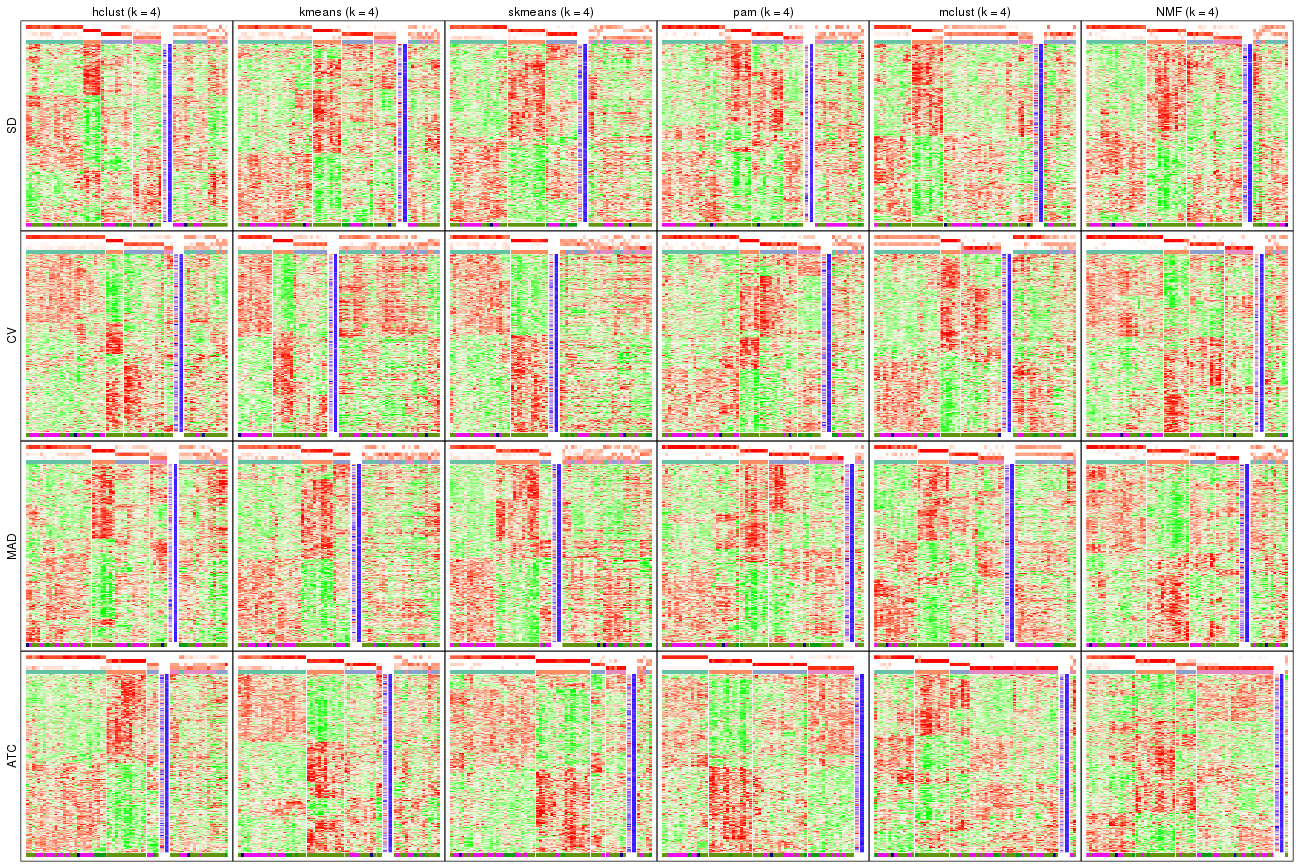 hclust (k = 4) kmeans (k = 4) skmeans (k = 4) pam (k = 4) mclust (k = 4) NMF (k = 4)
SD
CV
MAD
ATC